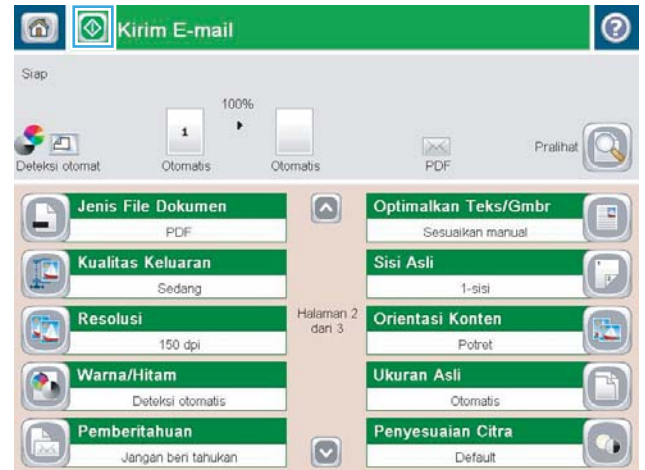 Kirim E-mail
Siap
100%
1
Deteksi otomat
Otomatis
Otomatis
PDF
Pralihat
Jenis File Dokumen
PDF
Optimalkan Teks/Gmbr
Sesuaikan manual
Kualitas Keluaran
Sedang
Sisi Asli
1-sisi
Resolusi
150 dpi
Halaman 2
dari 3
Orientasi Konten
Potret
Warna/Hitam
Deteksi otomatis
Ukuran Asli
Otomatis
Pemberitahuan
Jangan beri tahukan
Penyesuaian Citra
Default